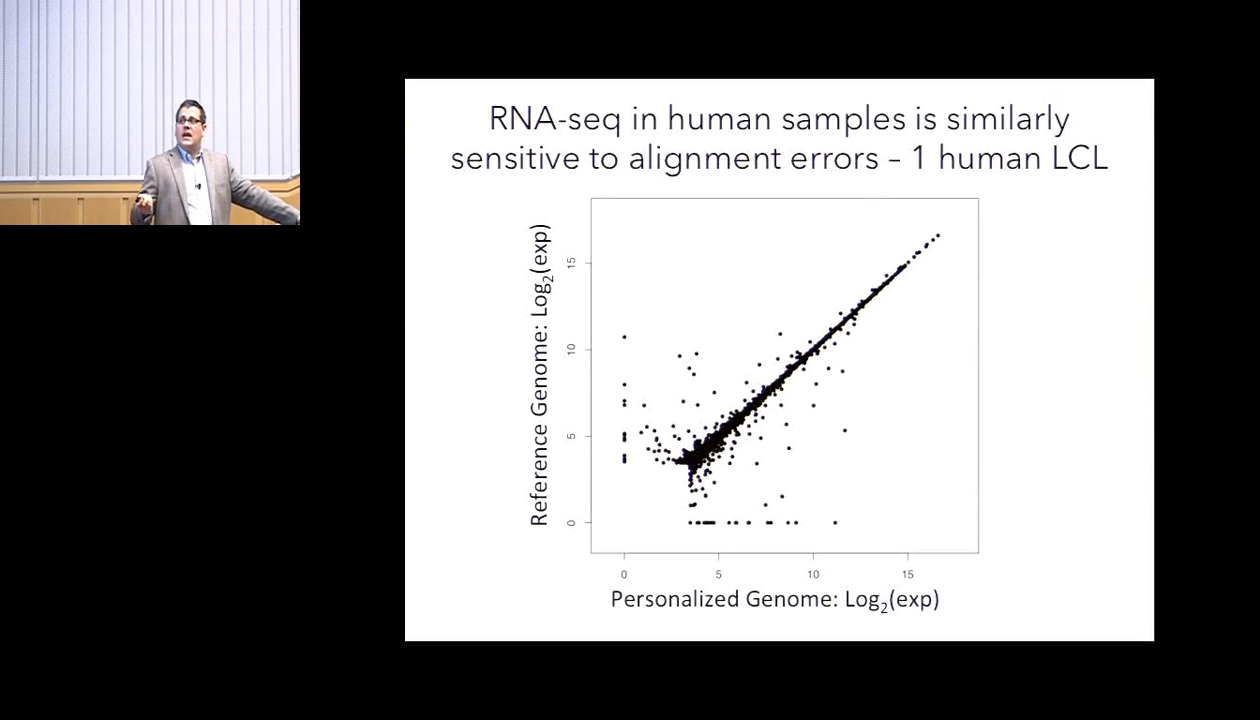 RNA-seq in human samples is similarly
sensitive to alignment errors – 1 human LCL
Reference Genome: Log2(exp)
15
10
5
0
0 5 10 15
Personalized Genome: Log2(exp)